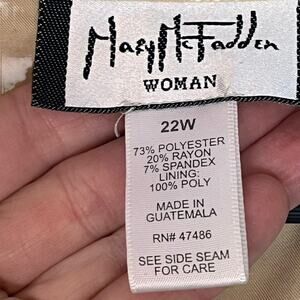 Mary McFadden
WOMAN
22W
73% POLYESTER
20% RAYON
7% SPANDEX
LINING:
100% POLY
MADE IN
GUATEMALA
RN# 47486
SEE SIDE SEAM
FOR CARE